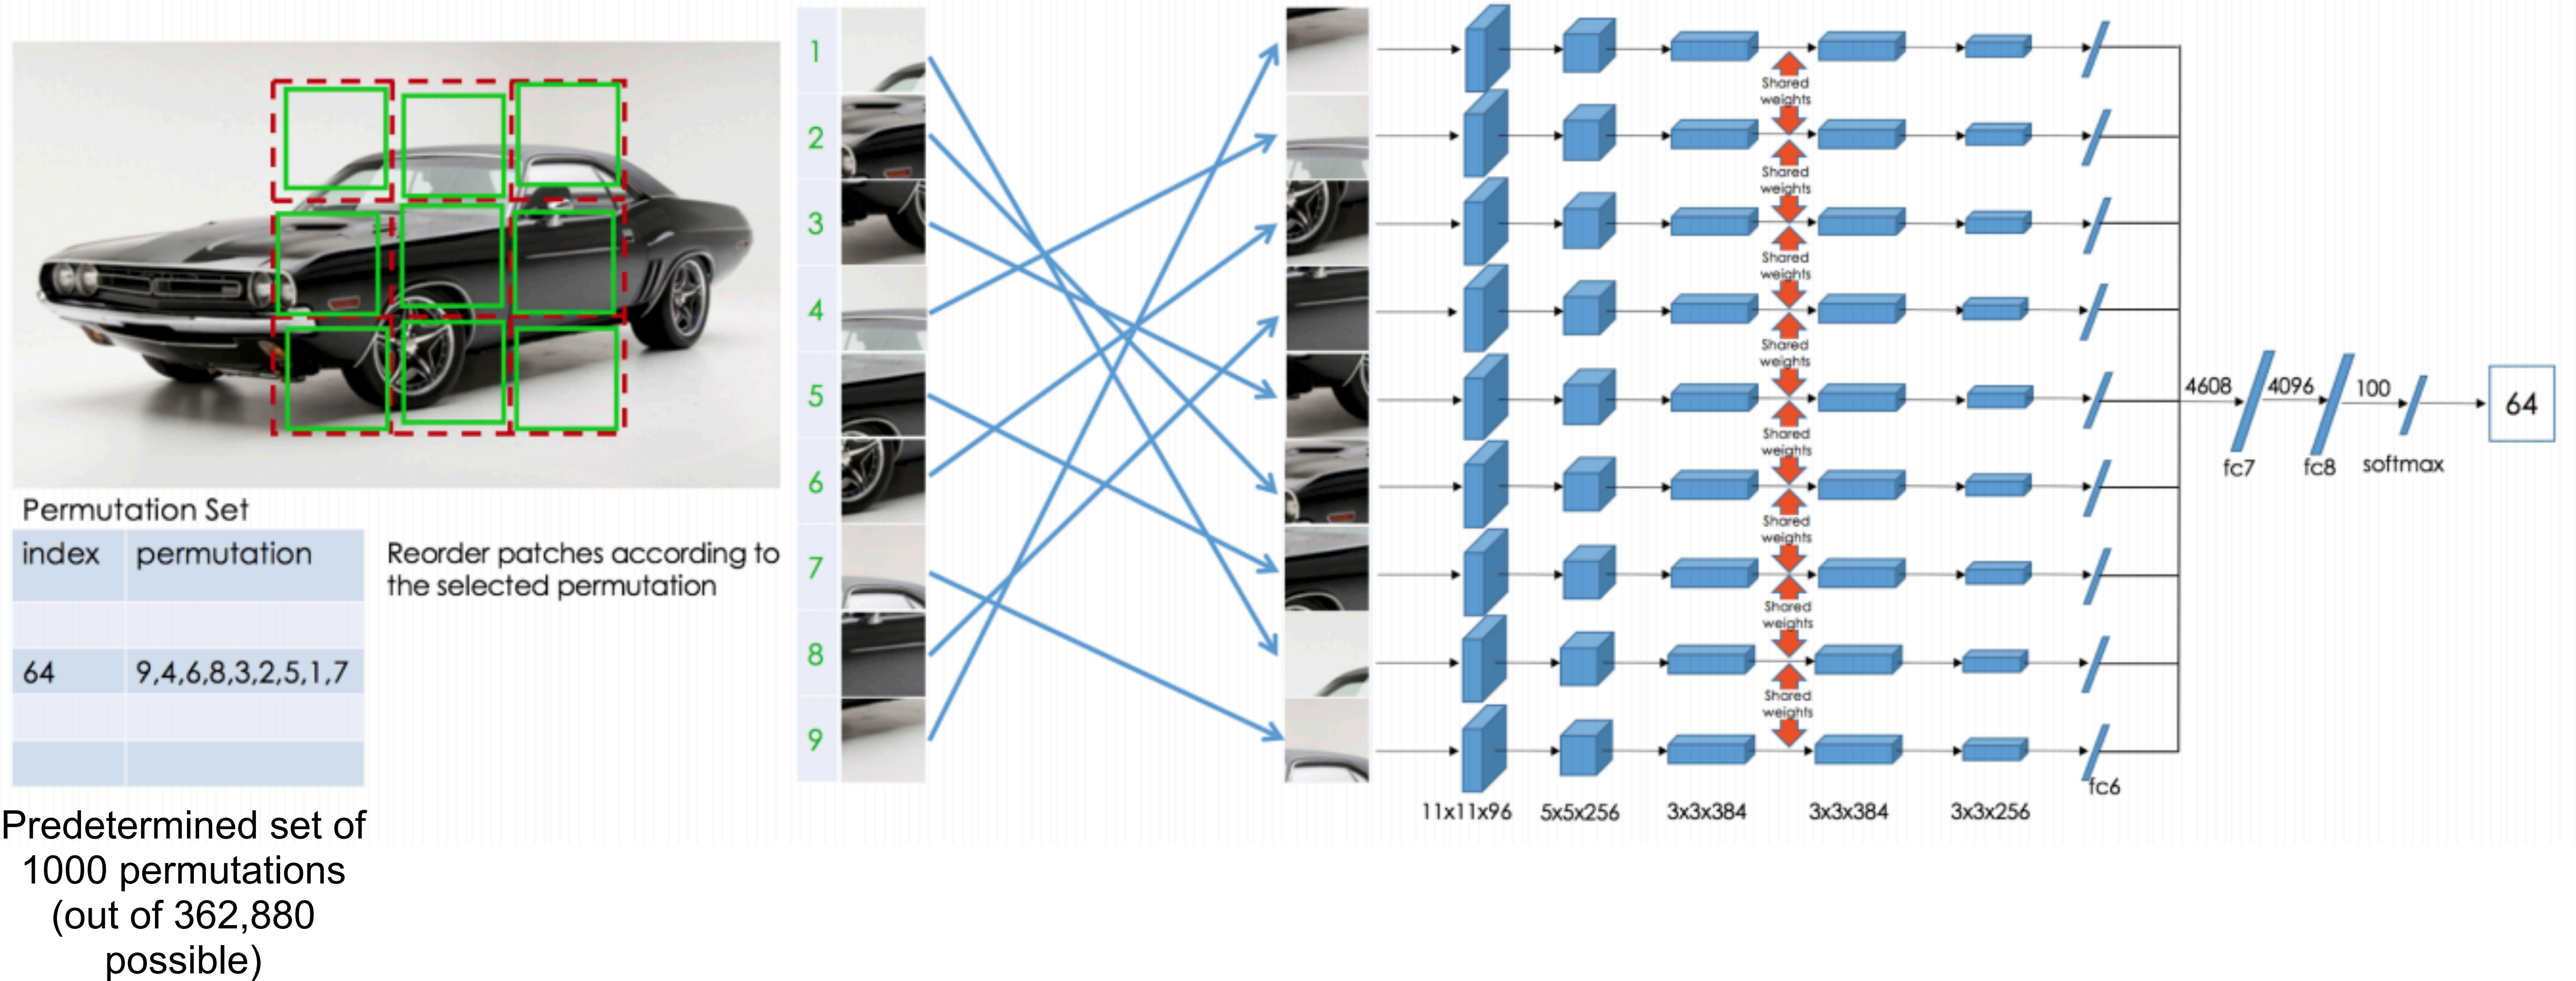 Permutation Set
index permutation
64 9,4,6,8,3,2,5,1,7
Reorder patches according to
the selected permutation
Predetermined set of
1000 permutations
(out of 362,880
possible)
1
2
3
4
5
6
7
8
9
Shared
weights
Shared
weights
Shared
weights
Shared
weights
Shared
weights
Shared
weights
Shared
weights
Shared
weights
11x11x96 5x5x256 3x3x384 3x3x384 3x3x256
fc6
4608 4096 100
fc7 fc8 softmax
64